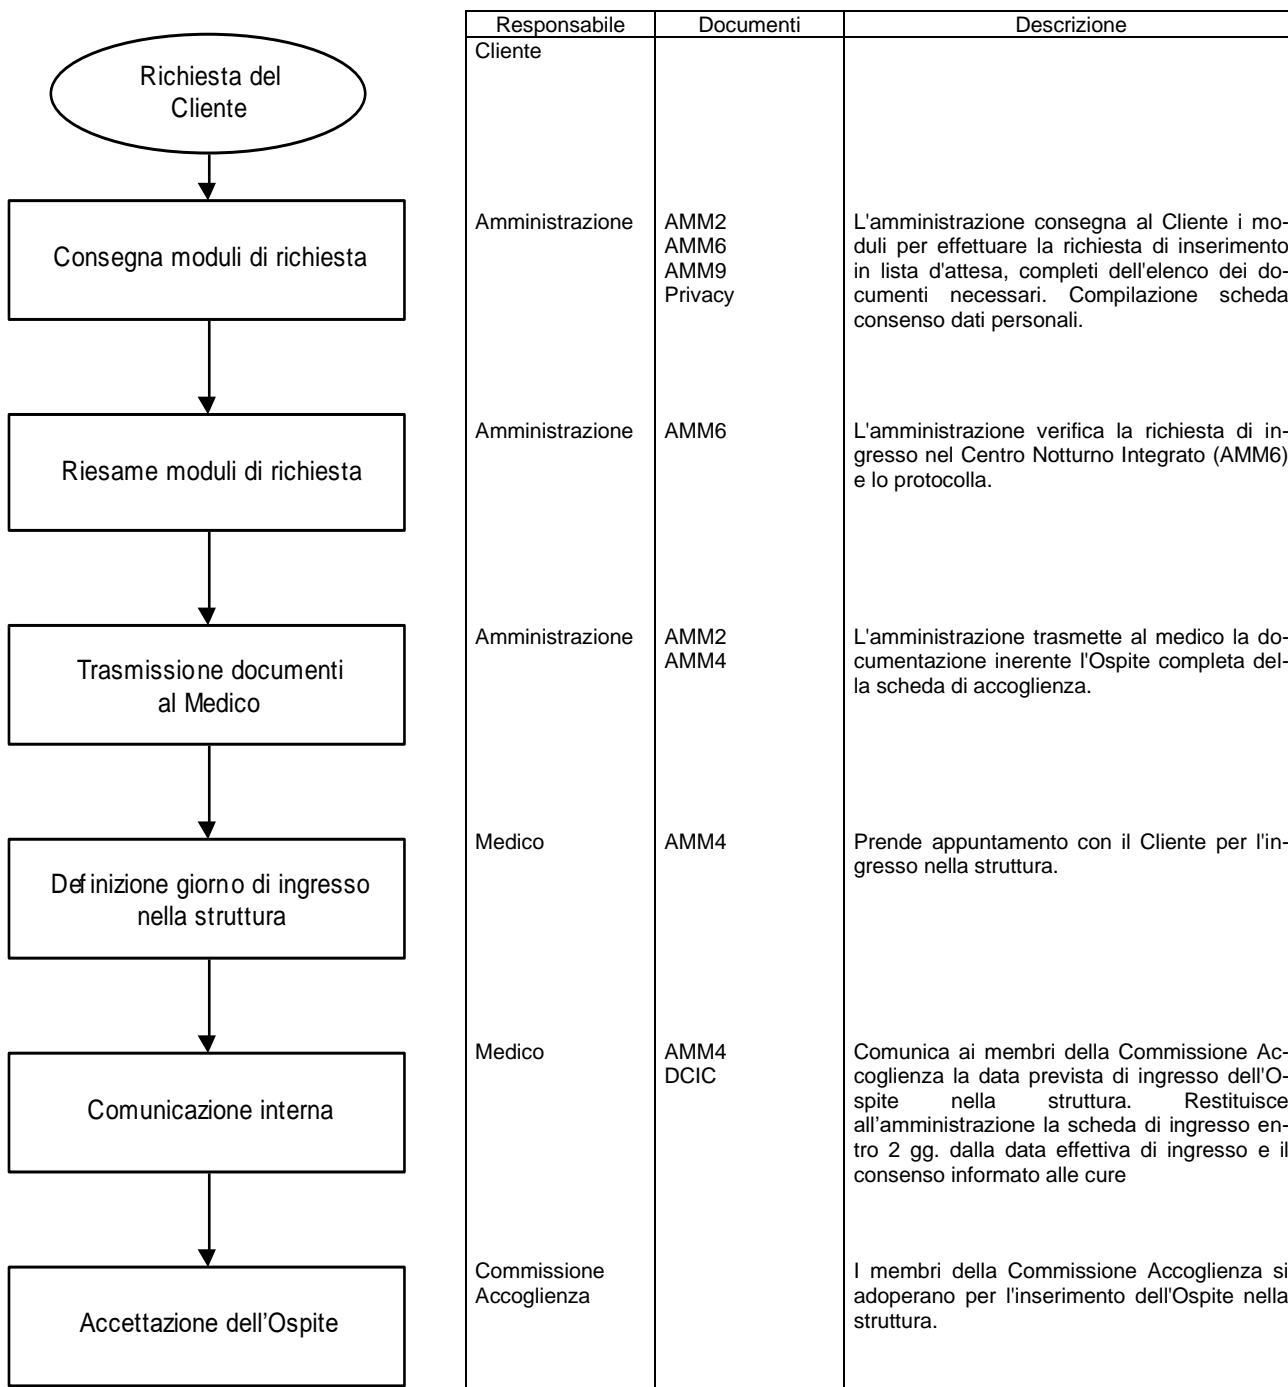 Responsabile Documenti Descrizione
Richiesta del
Cliente
Cliente
Consegna moduli di richiesta
Amministrazione
AMM2
AMM6
AMM9
Privacy
L'amministrazione consegna al Cliente i mo-
duli per effettuare la richiesta di inserimento
in lista d'attesa, completi dell'elenco dei do-
cumenti necessari. Compilazione scheda
consenso dati personali.
Riesame moduli di richiesta
Amministrazione
AMM6
L'amministrazione verifica la richiesta di in-
gresso nel Centro Notturno Integrato (AMM6)
e lo protocolla.
Trasmissione documenti
al Medico
Amministrazione
AMM2
AMM4
L'amministrazione trasmette al medico la do-
cumentazione inerente l'Ospite completa del-
la scheda di accoglienza.
Definizione giorno di ingresso
nella struttura
Medico
AMM4
Prende appuntamento con il Cliente per l'in-
gresso nella struttura.
Comunicazione interna
Medico
AMM4
DCIC
Comunica ai membri della Commissione Ac-
coglienza la data prevista di ingresso dell'O-
spite nella struttura. Restituisce
all’amministrazione la scheda di ingresso en-
tro 2 gg. dalla data effettiva di ingresso e il
consenso informato alle cure
Accettazione dell’Ospite
Commissione
Accoglienza
I membri della Commissione Accoglienza si
adoperano per l'inserimento dell'Ospite nella
struttura.